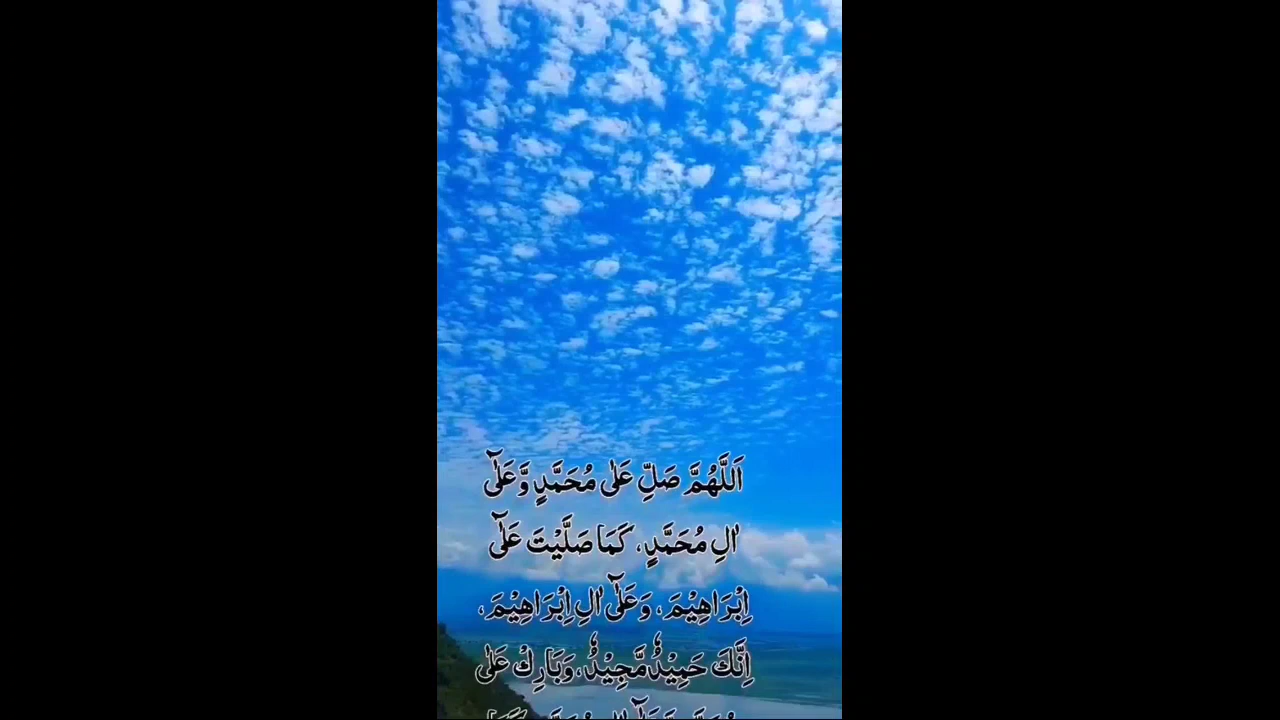 اَللّٰهُمَّ صَلِّ عَلٰى مُحَمَّدٍ وَّعَلٰٓى
اٰلِ مُحَمَّدٍ، كَمَا صَلَّيْتَ عَلٰٓى
اِبْرَاهِيْمَ، وَعَلٰٓى اٰلِ اِبْرَاهِيْمَ،
اِنَّكَ حَمِيْدٌ مَّجِيْدٌ، وَبَارِكْ عَلٰى